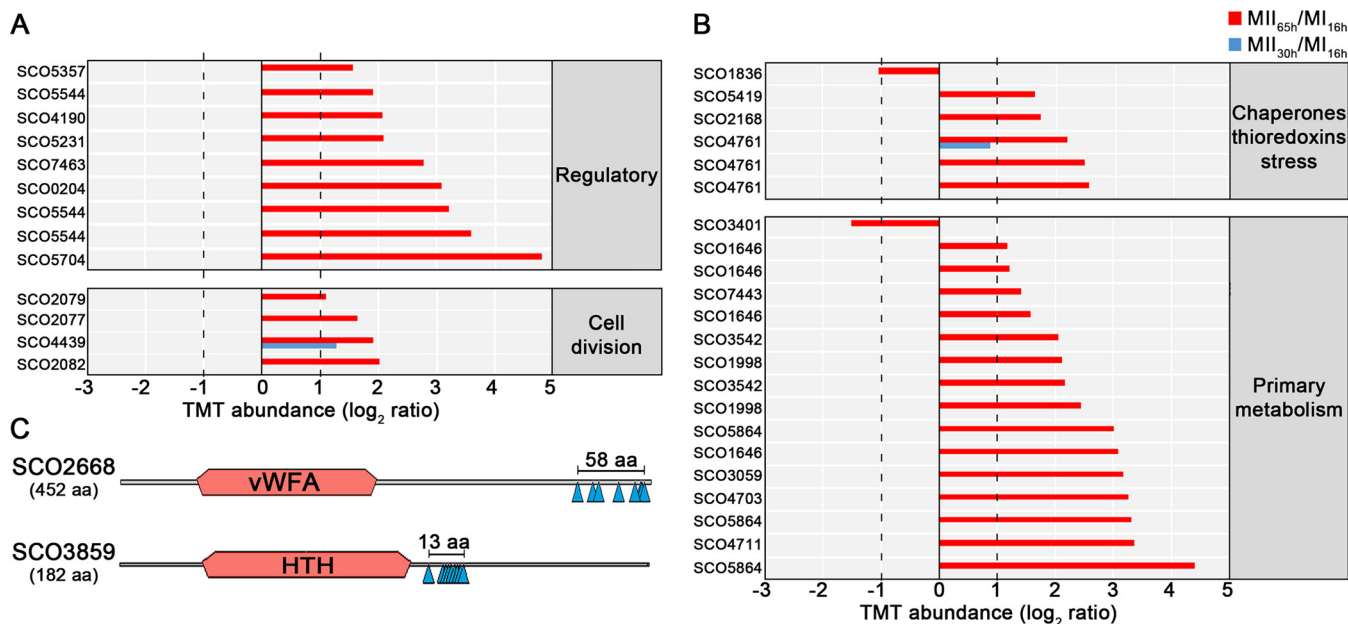 A
SCO5357
SCO5544
SCO4190
SCO5231
SCO7463
SCO0204
SCO5544
SCO5544
SCO5704
Regulatory
SCO2079
SCO2077
SCO4439
SCO2082
Cell
division
-3 -2 -1 0 1 2 3 4 5
TMT abundance (log2 ratio)
B
MII65h/MI16h
MII30h/MI16h
SCO1836
SCO5419
SCO2168
SCO4761
SCO4761
SCO4761
Chaperones
thioredoxins
stress
SCO3401
SCO1646
SCO1646
SCO7443
SCO1646
SCO3542
SCO1998
SCO3542
SCO1998
SCO5864
SCO1646
SCO3059
SCO4703
SCO5864
SCO4711
SCO5864
Primary
metabolism
-3 -2 -1 0 1 2 3 4 5
TMT abundance (log2 ratio)
C
SCO2668
(452 aa)
vWFA
58 aa
SCO3859
(182 aa)
HTH
13 aa